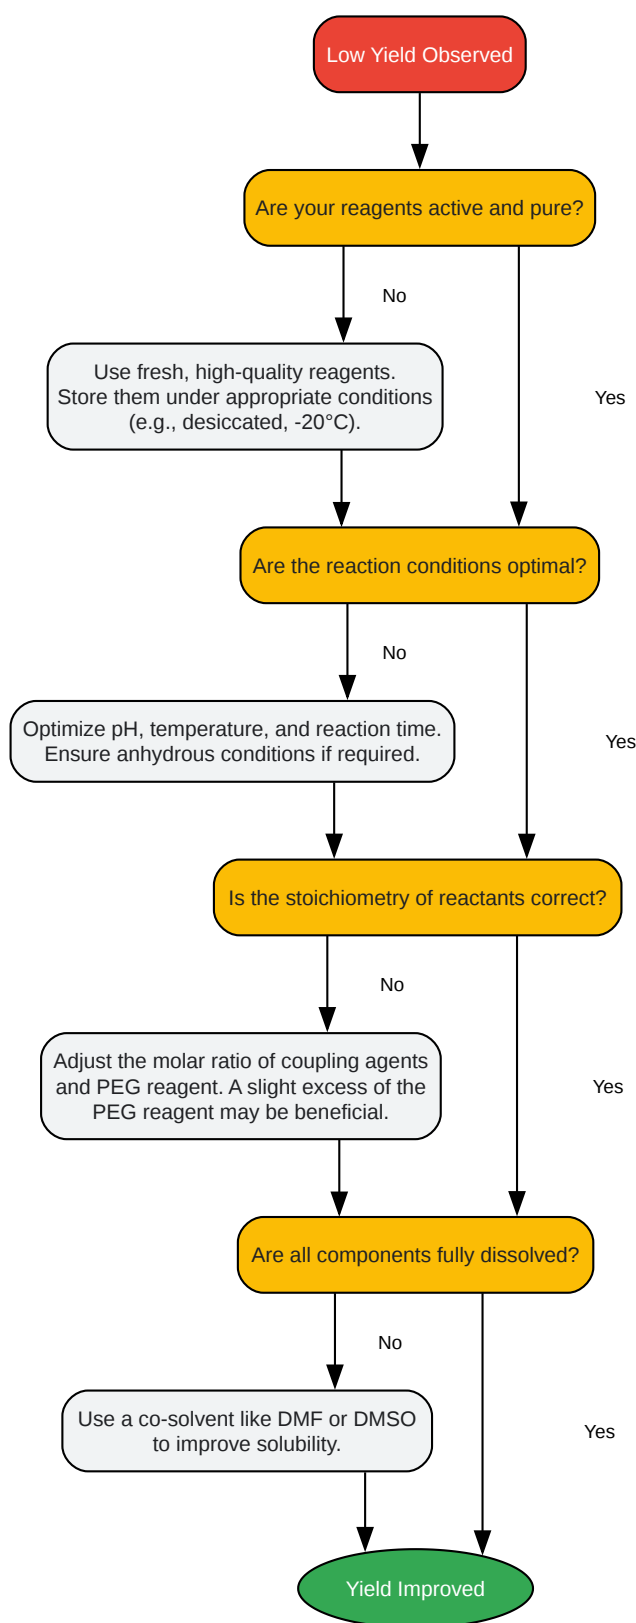 Low Yield Observed
Are your reagents active and pure?
No
Use fresh, high-quality reagents.
Store them under appropriate conditions
(e.g., desiccated, -20°C).
Yes
Are the reaction conditions optimal?
No
Optimize pH, temperature, and reaction time.
Ensure anhydrous conditions if required.
Yes
Is the stoichiometry of reactants correct?
No
Adjust the molar ratio of coupling agents
and PEG reagent. A slight excess of the
PEG reagent may be beneficial.
Yes
Are all components fully dissolved?
No
Use a co-solvent like DMF or DMSO
to improve solubility.
Yes
Yield Improved